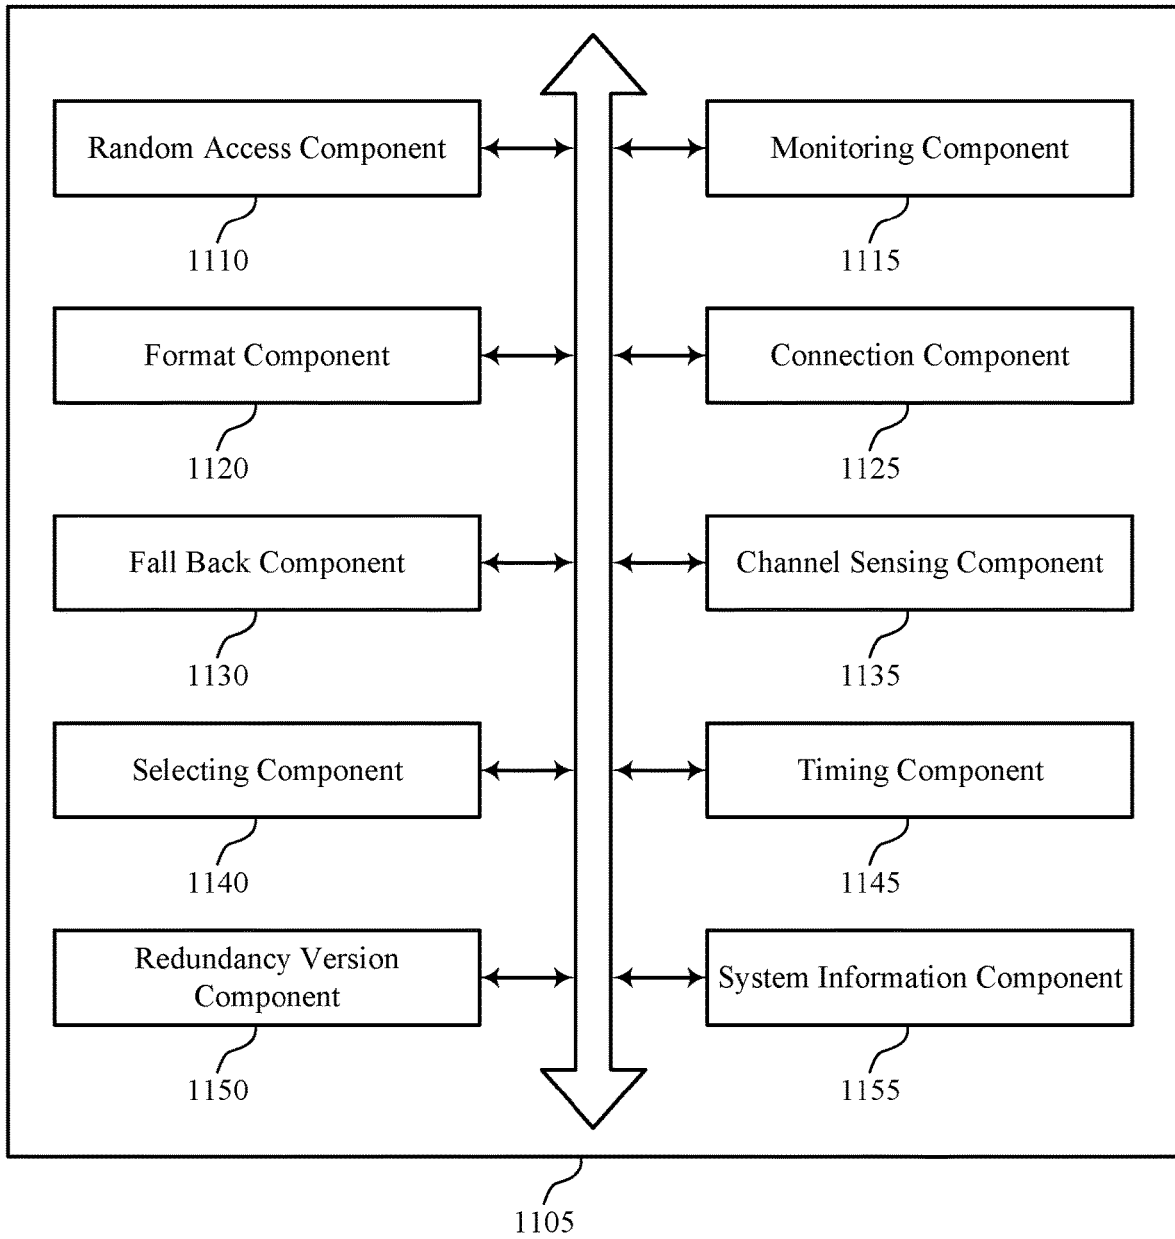 Random Access Component
Monitoring Component
1110
1115
Format Component
Connection Component
1120
1125
Fall Back Component
Channel Sensing Component
1130
1135
Selecting Component
Timing Component
1140
1145
Redundancy Version
Component
System Information Component
1150
1155
1105